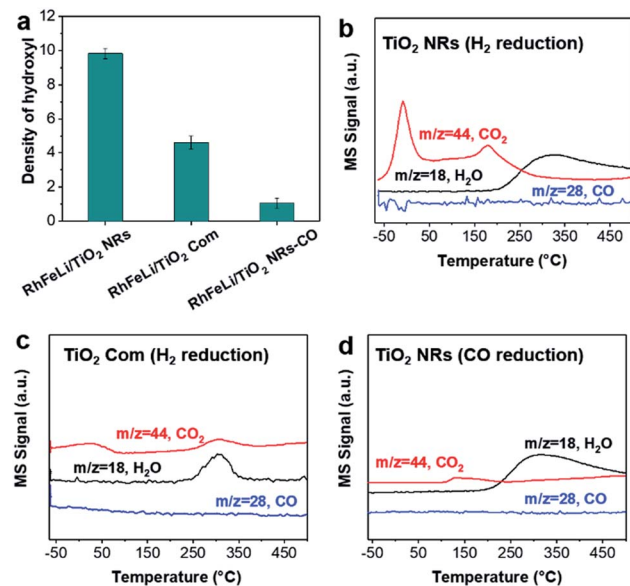 a
Density of hydroxyl
12
10
8
6
4
2
0
RhFeLi/TiO₂ NRs
RhFeLi/TiO₂ Com
RhFeLi/TiO₂ NRs-CO
b
TiO₂ NRs (H₂ reduction)
MS Signal (a.u.)
m/z=44, CO₂
m/z=18, H₂O
m/z=28, CO
-50 50 150 250 350 450
Temperature (°C)
c
TiO₂ Com (H₂ reduction)
MS Signal (a.u.)
m/z=44, CO₂
m/z=18, H₂O
m/z=28, CO
-50 50 150 250 350 450
Temperature (°C)
d
TiO₂ NRs (CO reduction)
MS Signal (a.u.)
m/z=18, H₂O
m/z=44, CO₂
m/z=28, CO
-50 50 150 250 350 450
Temperature (°C)